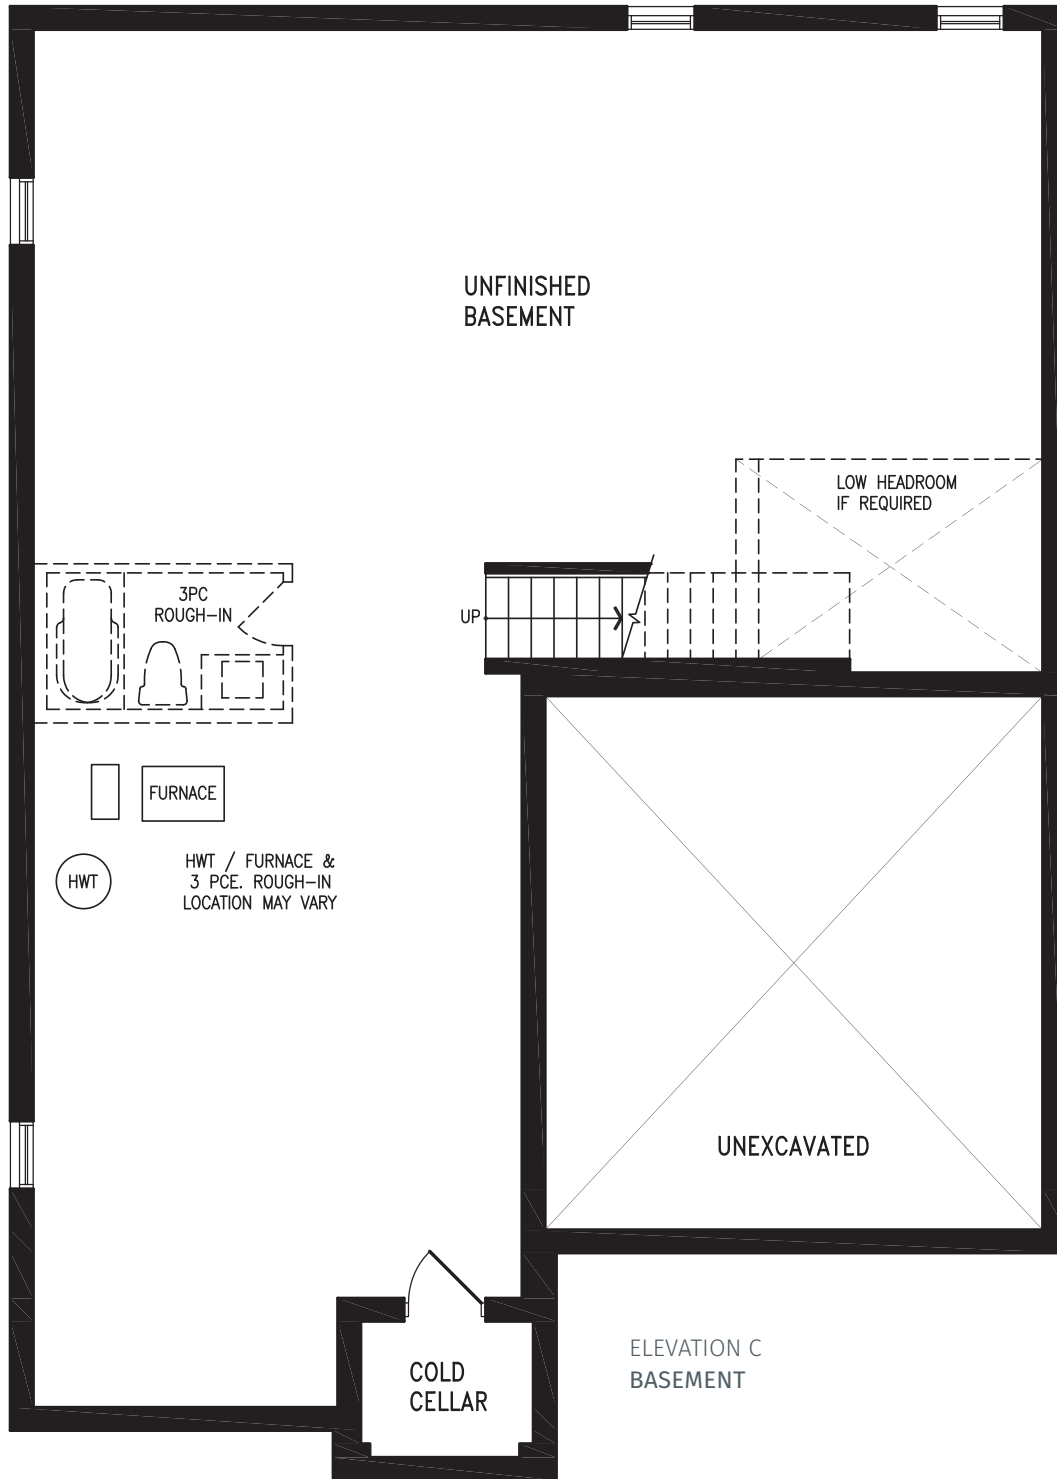 UNFINISHED
BASEMENT
LOW HEADROOM
IF REQUIRED
3PC
ROUGH-IN
UP
FURNACE
HWT
HWT / FURNACE &
3 PCE. ROUGH-IN
LOCATION MAY VARY
UNEXCAVATED
COLD
CELLAR
ELEVATION C
BASEMENT